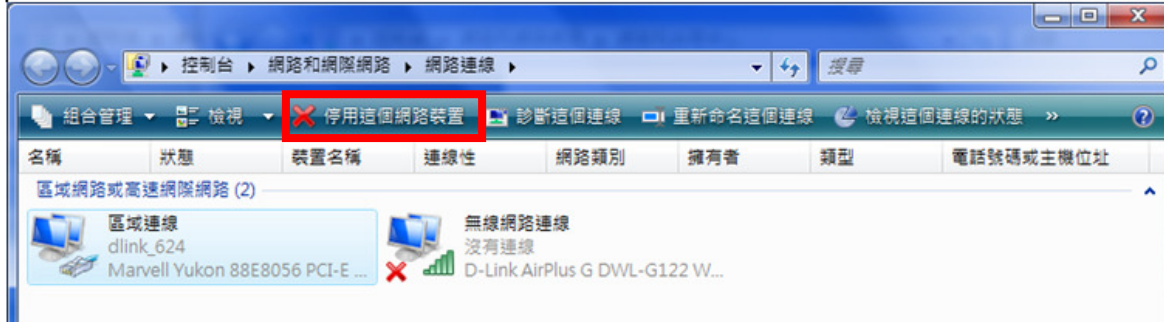 控制台 網路和網際網路 網路連線 搜尋
組合管理 檢視 停用這個網路裝置 診斷這個連線 重新命名這個連線 檢視這個連線的狀態 »
名稱 狀態 裝置名稱 連線性 網路類別 擁有者 類型 電話號碼或主機位址
區域網路或高速網際網路 (2)
區域連線
dlink_624
Marvell Yukon 88E8056 PCI-E ...
無線網路連線
沒有連線
D-Link AirPlus G DWL-G122 W...